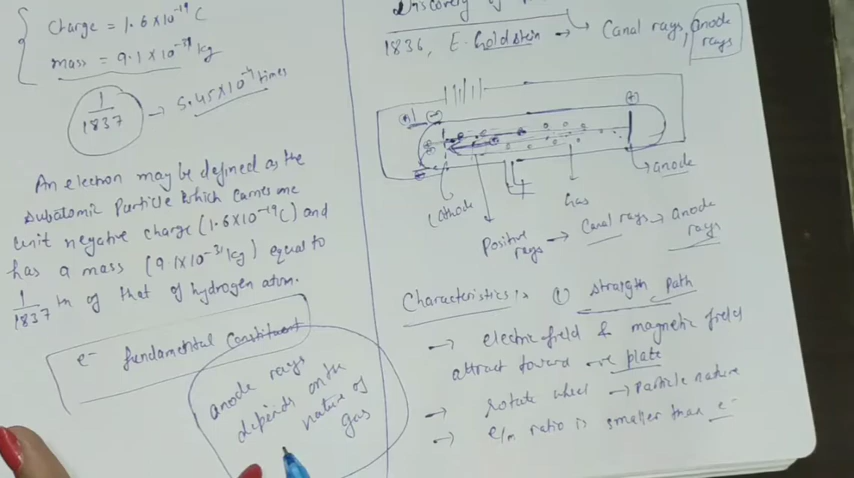 Charge = 1.6 × 10⁻¹⁹ C
mass = 9.1 × 10⁻³¹ kg
1/1837 → 5.45 × 10⁻⁴ times
An electron may be defined as the
Subatomic Particle which carries one
unit negative charge (1.6 × 10⁻¹⁹ C) and
has a mass (9.1 × 10⁻³¹ kg) equal to
1/1837 th of that of hydrogen atom.
e⁻ fundamental Constituent
anode rays
depends on the
nature of
gas
Discovery of
1836, E. Goldstein → Canal rays, anode
rays
anode
Cathode
Gas
Positive rays → Canal rays → Anode
rays
Characteristics :→ (1) Straight Path
→ electric field & magnetic field
attract toward -ve plate
→ rotate wheel → Particle nature
→ e/m ratio is smaller than e⁻